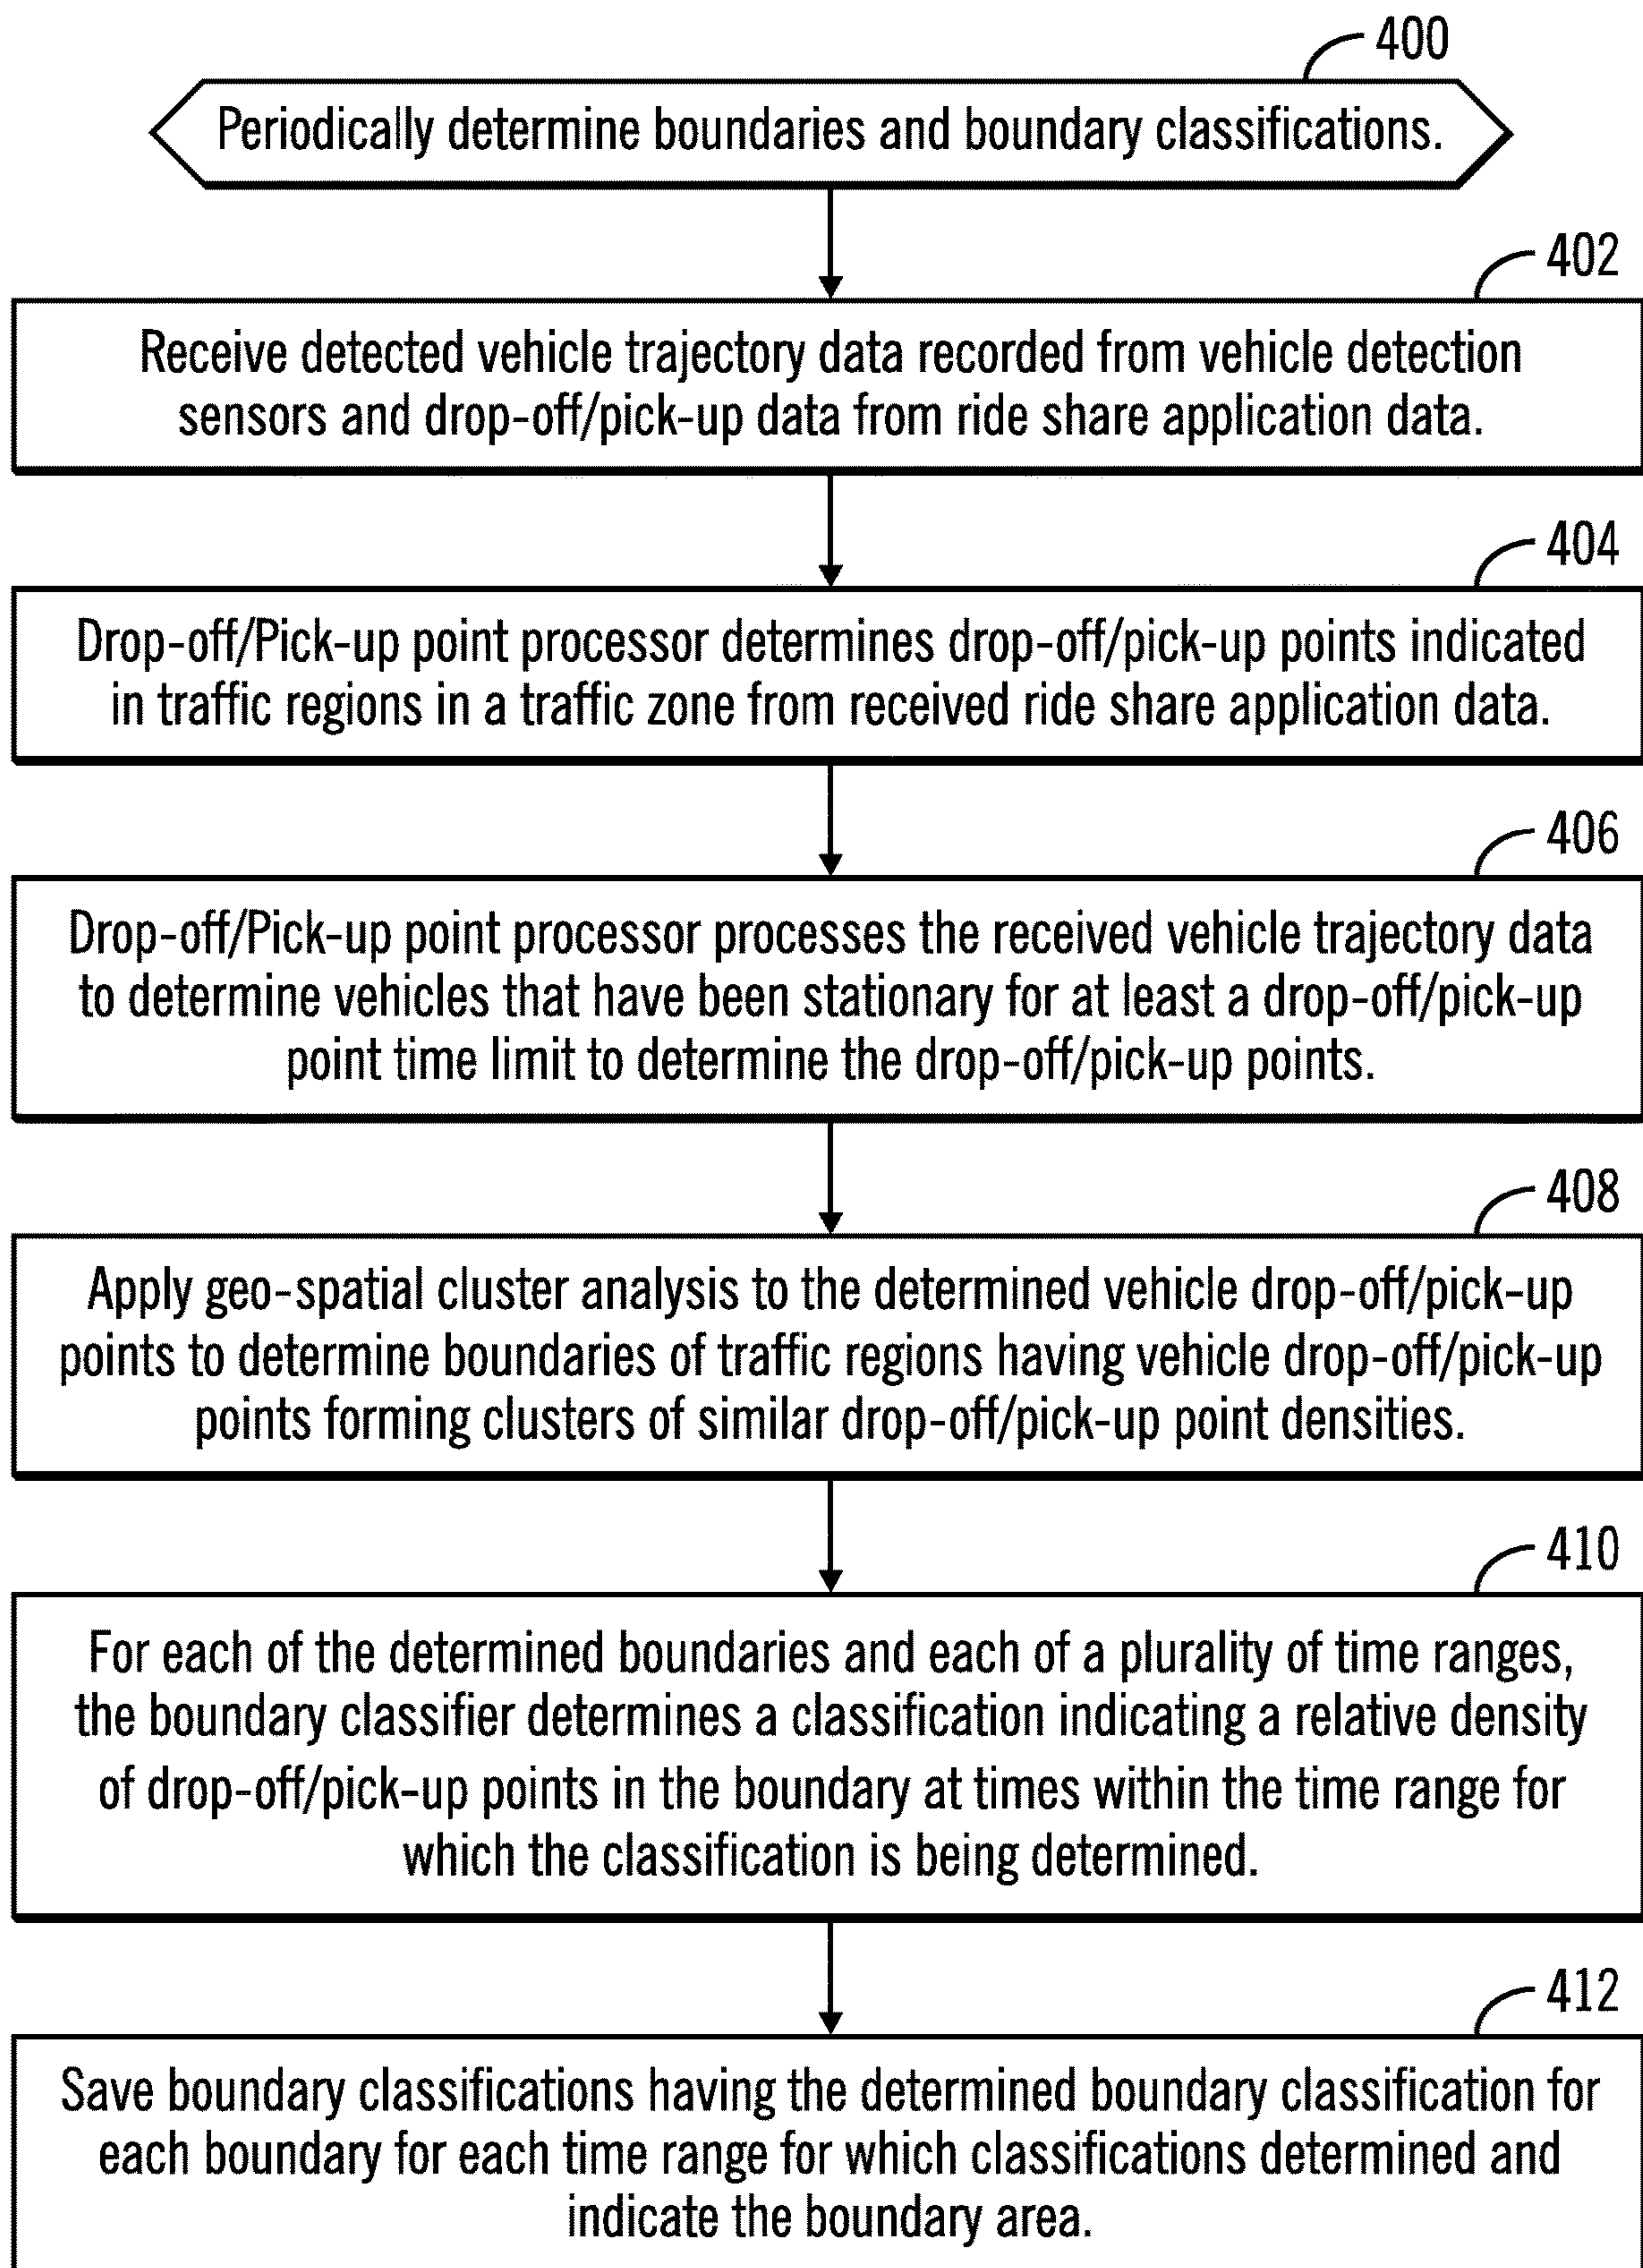 400
Periodically determine boundaries and boundary classifications.
402
Receive detected vehicle trajectory data recorded from vehicle detection
sensors and drop-off/pick-up data from ride share application data.
404
Drop-off/Pick-up point processor determines drop-off/pick-up points indicated
in traffic regions in a traffic zone from received ride share application data.
406
Drop-off/Pick-up point processor processes the received vehicle trajectory data
to determine vehicles that have been stationary for at least a drop-off/pick-up
point time limit to determine the drop-off/pick-up points.
408
Apply geo-spatial cluster analysis to the determined vehicle drop-off/pick-up
points to determine boundaries of traffic regions having vehicle drop-off/pick-up
points forming clusters of similar drop-off/pick-up point densities.
410
For each of the determined boundaries and each of a plurality of time ranges,
the boundary classifier determines a classification indicating a relative density
of drop-off/pick-up points in the boundary at times within the time range for
which the classification is being determined.
412
Save boundary classifications having the determined boundary classification for
each boundary for each time range for which classifications determined and
indicate the boundary area.